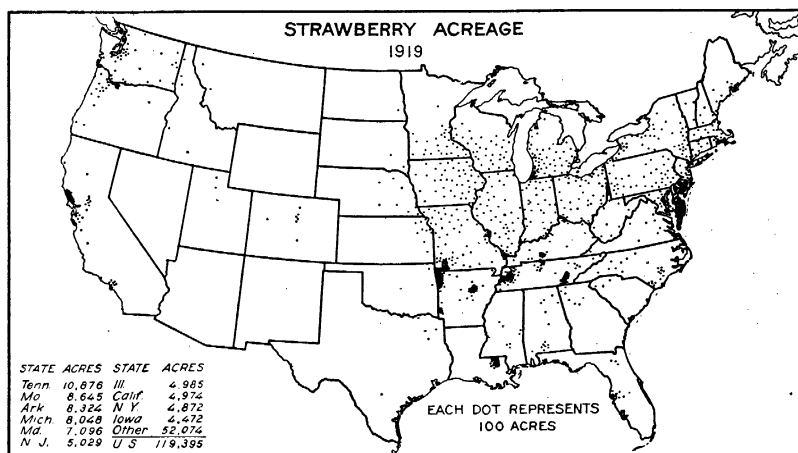 STRAWBERRY ACREAGE
1919
STATE ACRES STATE ACRES
Tenn. 10,876 Ill. 4,985
Mo 8,645 Calif. 4,974
Ark 8,324 N.Y. 4,872
Mich. 8,048 Iowa 4,472
Md. 7,096 Other 52,074
N J. 5,029 U S 119,395
EACH DOT REPRESENTS
100 ACRES